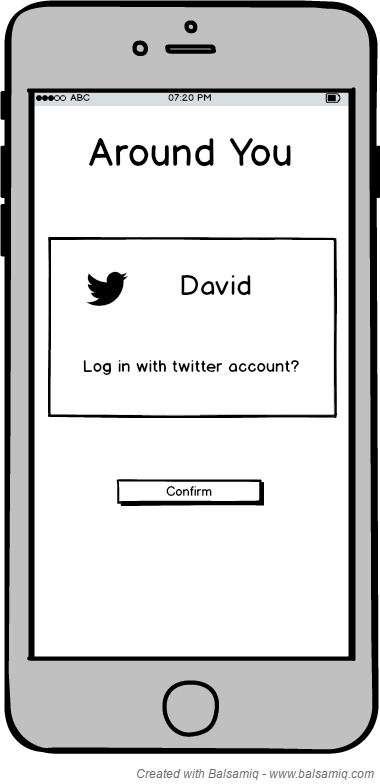 ABC 07:20 PM
Around You
David
Log in with twitter account?
Confirm
Created with Balsamiq - www.balsamiq.com